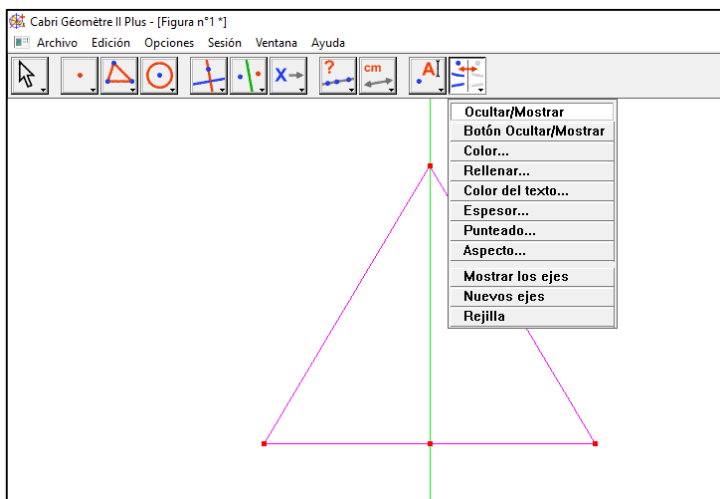 Cabri Géomètre II Plus - [Figura n°1 *]
Archivo Edición Opciones Sesión Ventana Ayuda
X ? cm A
Ocultar/Mostrar
Botón Ocultar/Mostrar
Color...
Rellenar...
Color del texto...
Espesor...
Punteado...
Aspecto...
Mostrar los ejes
Nuevos ejes
Rejilla